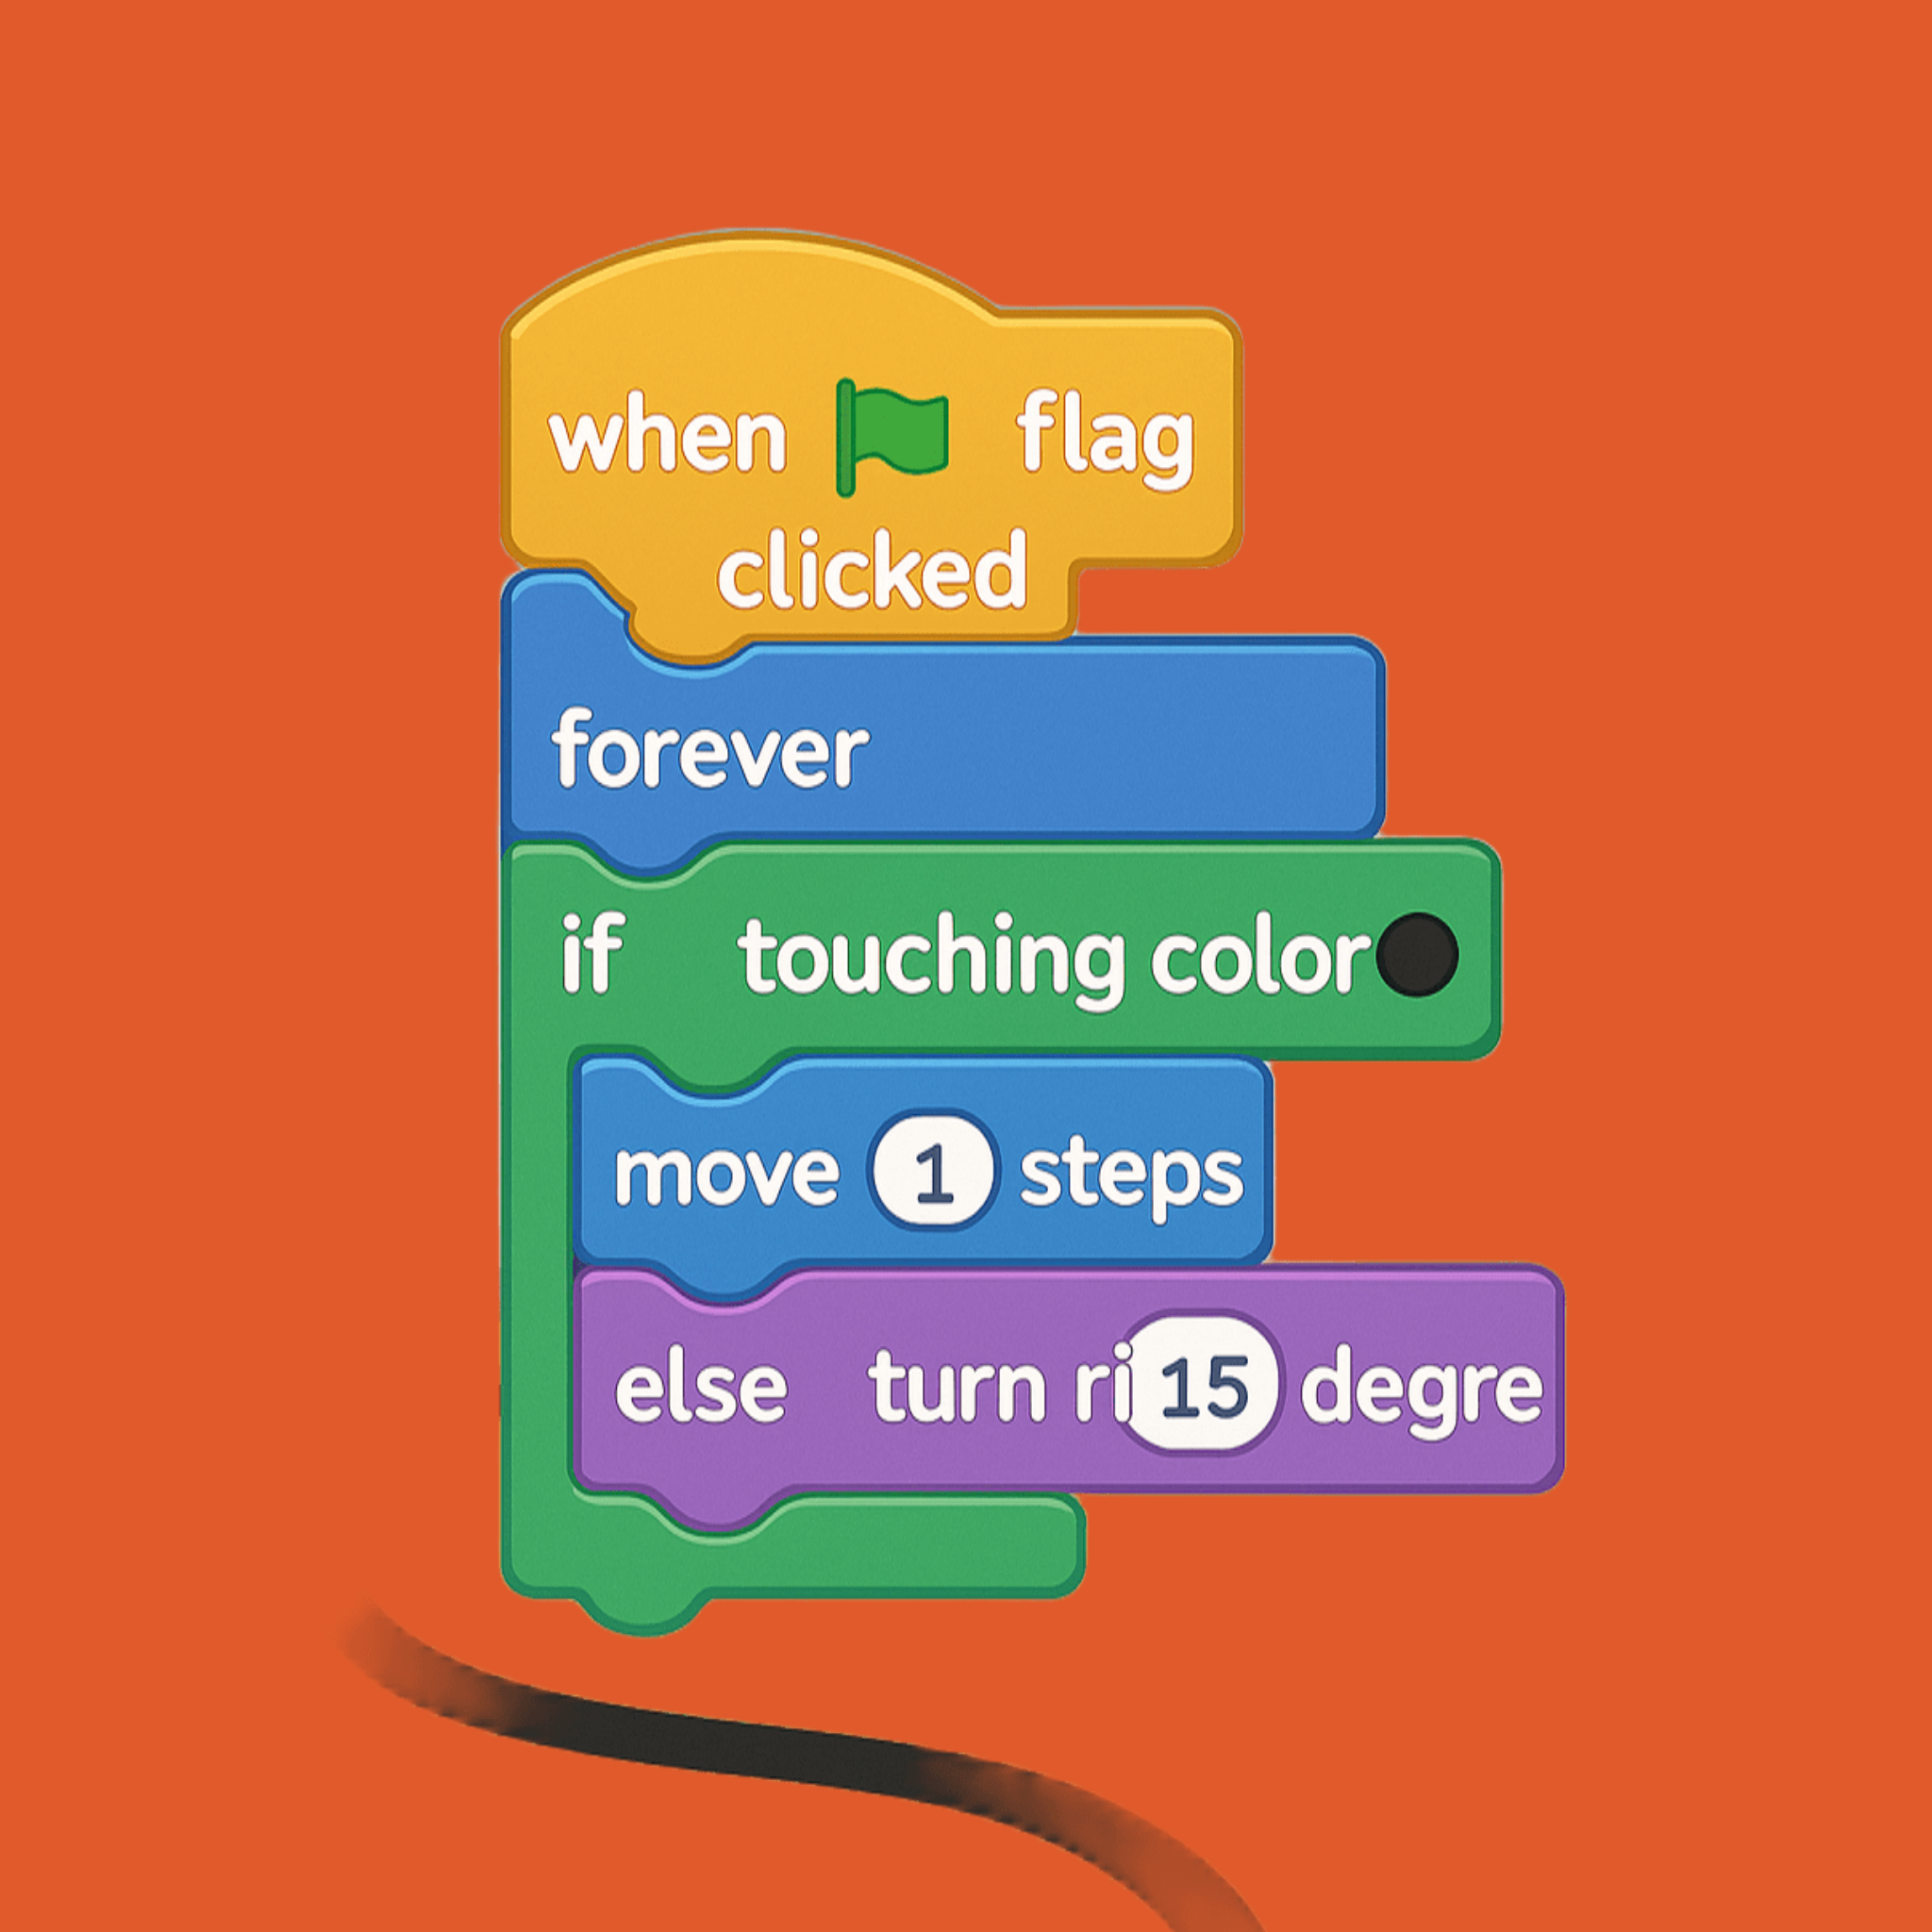 when flag
clicked
forever
if touching color
move 1 steps
else turn ri 15 degre